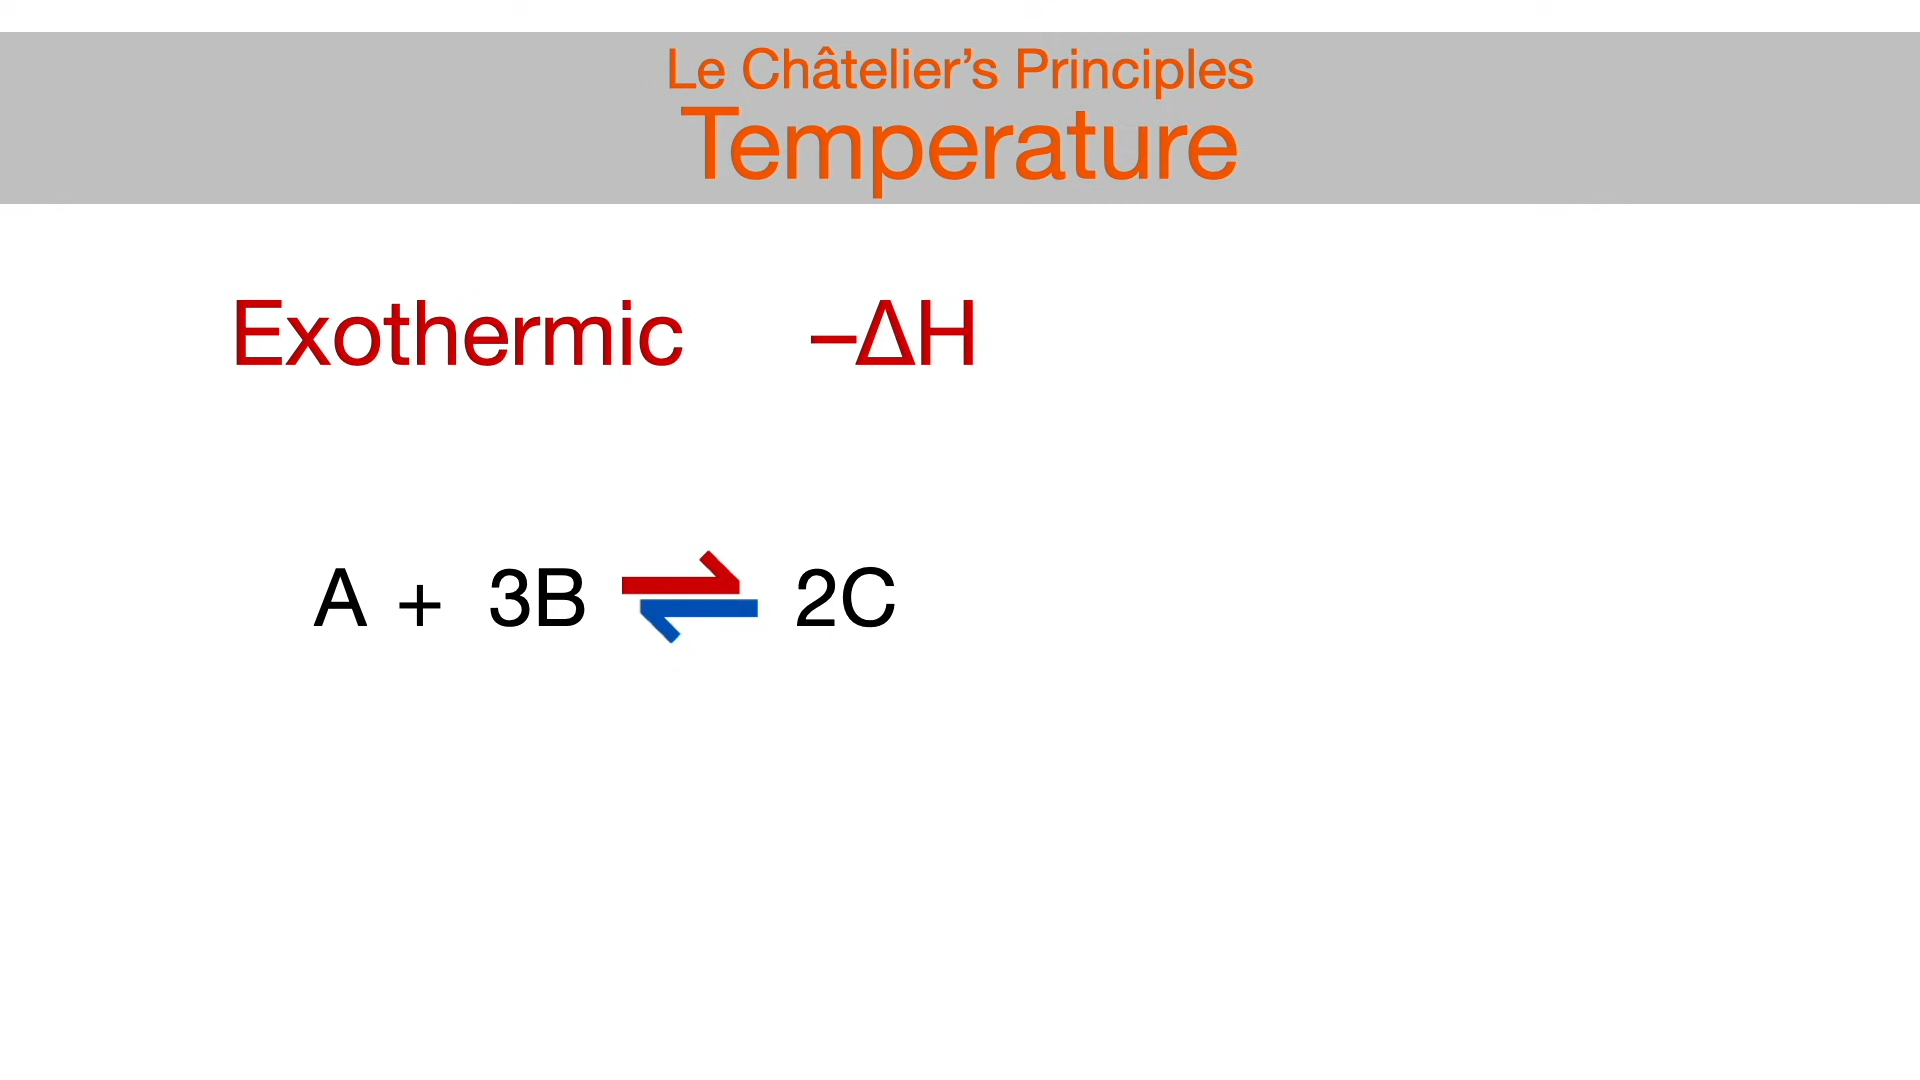 Le Châtelier’s Principles
Temperature
Exothermic –ΔH
A + 3B ⇌ 2C